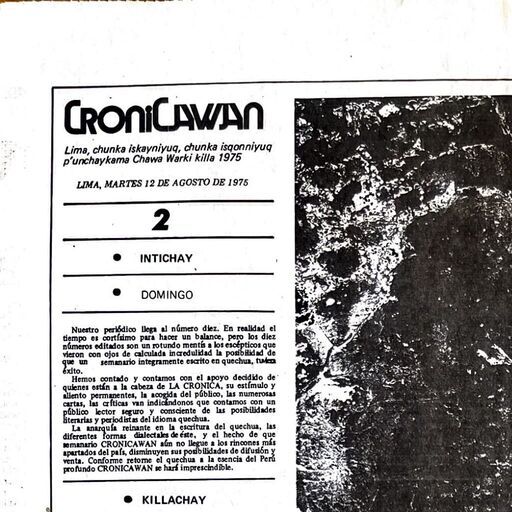 CRONICAWAN
Lima, chunka iskayniyuq, chunka isqonniyuq
p'unchaykama Chawa Warki killa 1975
LIMA, MARTES 12 DE AGOSTO DE 1975
2
• INTICHAY
• DOMINGO
Nuestro periódico llega al número diez. En realidad el
tiempo es cortísimo para hacer un balance, pero los diez
números editados son un rotundo mentís a los escépticos que
vieron con ojos de calculada incredulidad la posibilidad de
que un semanario integramente escrito en quechua, tuviera
éxito.
Hemos contado y contamos con el apoyo decidido de
quienes están a la cabeza de LA CRONICA, su estímulo y
aliento permanentes, la acogida del público, las numerosas
cartas, las críticas van indicándonos que contamos con un
público lector seguro y consciente de las posibilidades
literarias y periodistas del idioma quechua.
La anarquía reinante en la escritura del quechua, las
diferentes formas dialectales de éste, y el hecho de que
semanario CRONICAWAN aún no llegue a los rincones más
apartados del país, disminuyen sus posibilidades de difusión y
venta. Conforme retorne el quechua a la esencia del Perú
profundo CRONICAWAN se hará imprescindible.
• KILLACHAY